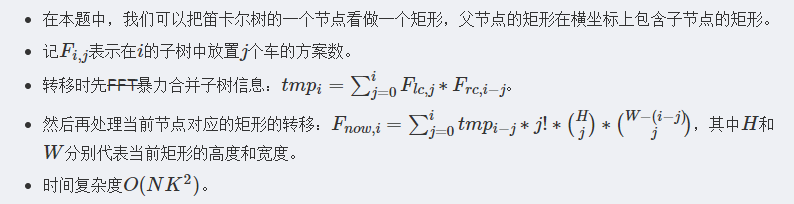 • 在本题中，我们可以把笛卡尔树的一个节点看做一个矩形，父节点的矩形在横坐标上包含子节点的矩形。
• 记$F_{i,j}$表示在$i$的子树中放置$j$个车的方案数。
• 转移时先~~FFT~~暴力合并子树信息：$tmp_i=\sum_{j=0}^{i}F_{lc,j}*F_{rc,i-j}$。
• 然后再处理当前节点对应的矩形的转移：$F_{now,i}=\sum_{j=0}^{i}tmp_{i-j}*j!*\binom{H}{j}*\binom{W-(i-j)}{j}$，其中$H$和
$W$分别代表当前矩形的高度和宽度。
• 时间复杂度$O(NK^2)$。